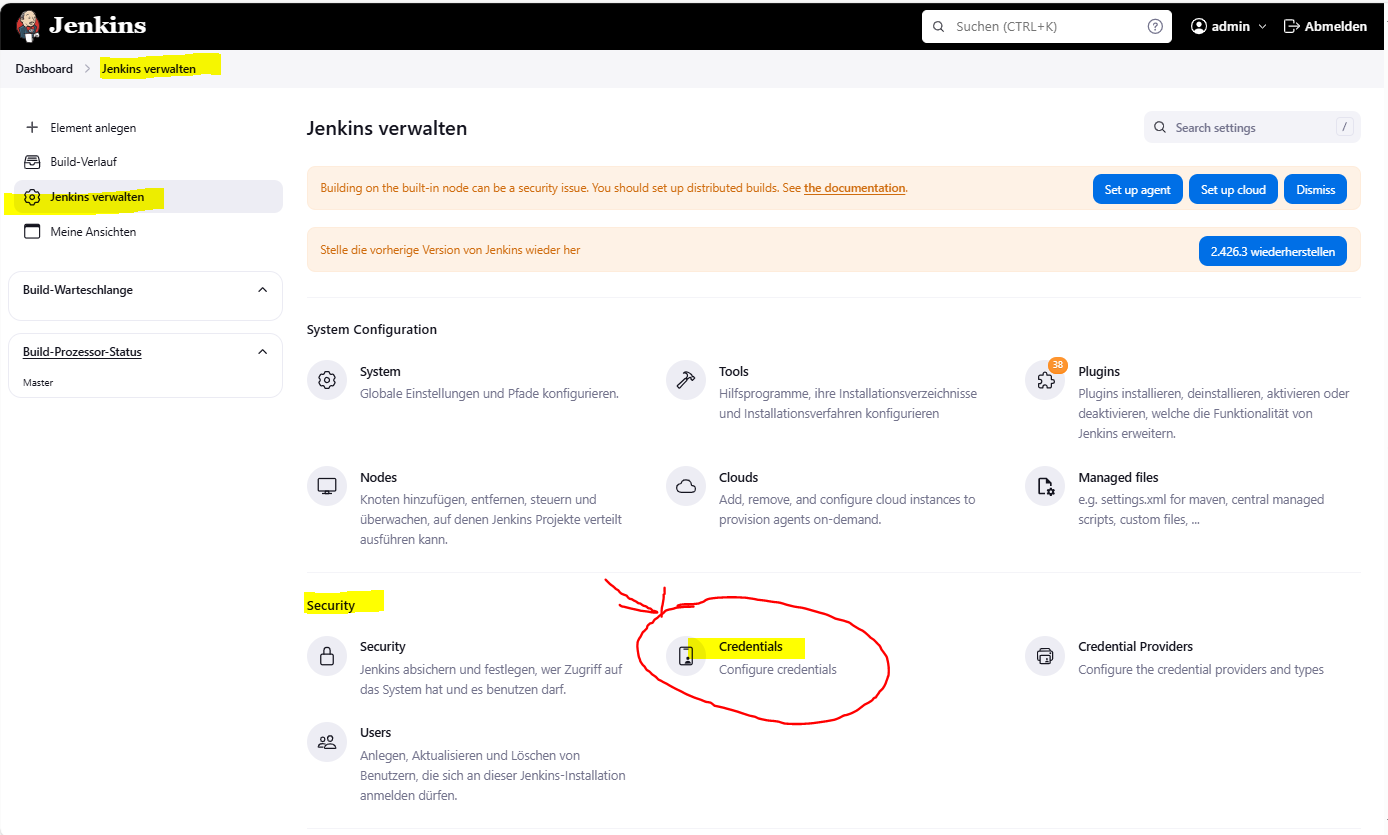 Jenkins
Suchen (CTRL+K)
admin
Abmelden
Dashboard
Jenkins verwalten
Element anlegen
Build-Verlauf
Jenkins verwalten
Meine Ansichten
Build-Warteschlange
Build-Prozessor-Status
Master
Jenkins verwalten
Search settings /
Building on the built-in node can be a security issue. You should set up distributed builds. See the documentation.
Set up agent
Set up cloud
Dismiss
Stelle die vorherige Version von Jenkins wieder her
2.426.3 wiederherstellen
System Configuration
System
Globale Einstellungen und Pfade konfigurieren.
Tools
Hilfsprogramme, ihre Installationsverzeichnisse
und Installationsverfahren konfigurieren
38
Plugins
Plugins installieren, deinstallieren, aktivieren oder
deaktivieren, welche die Funktionalität von
Jenkins erweitern.
Nodes
Knoten hinzufügen, entfernen, steuern und
überwachen, auf denen Jenkins Projekte verteilt
ausführen kann.
Clouds
Add, remove, and configure cloud instances to
provision agents on-demand.
Managed files
e.g. settings.xml for maven, central managed
scripts, custom files, ...
Security
Security
Jenkins absichern und festlegen, wer Zugriff auf
das System hat und es benutzen darf.
Credentials
Configure credentials
Credential Providers
Configure the credential providers and types
Users
Anlegen, Aktualisieren und Löschen von
Benutzern, die sich an dieser Jenkins-Installation
anmelden dürfen.